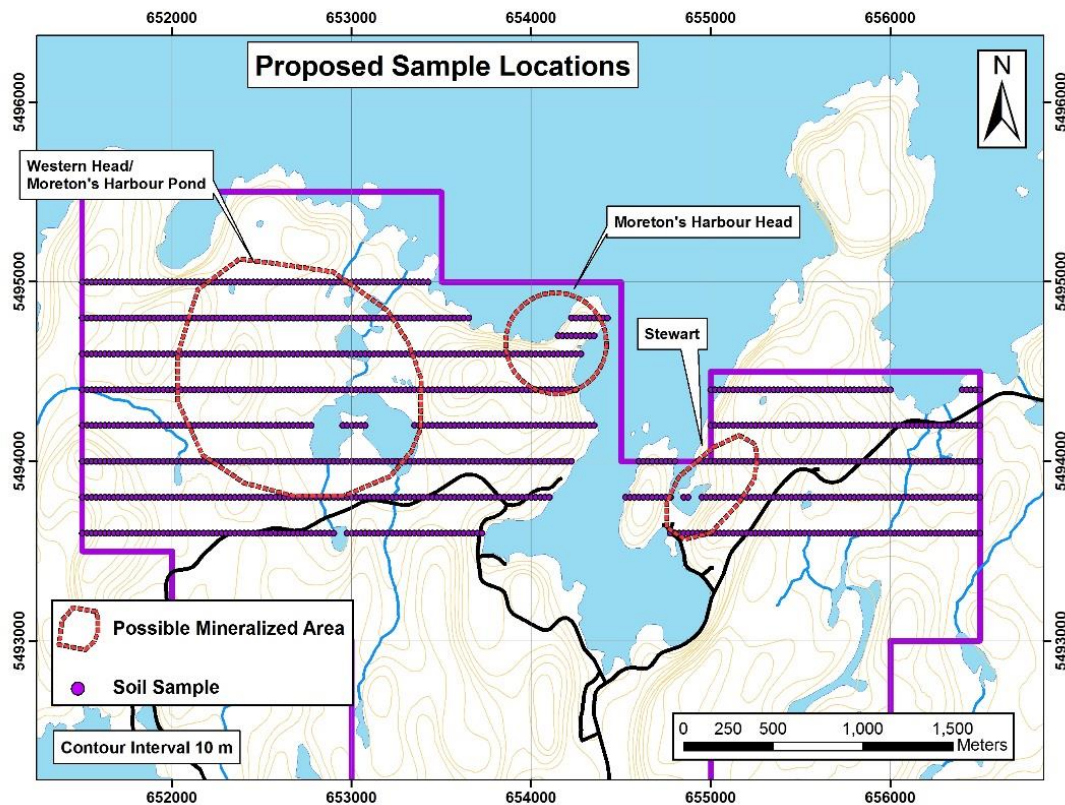 652000 653000 654000 655000 656000
Proposed Sample Locations
N
5496000 5496000
Western Head/
Moreton's Harbour Pond
Moreton's Harbour Head
5495000 5495000
Stewart
5494000 5494000
Possible Mineralized Area
5493000 5493000
Soil Sample
0 250 500 1,000 1,500
Meters
Contour Interval 10 m
652000 653000 654000 655000 656000